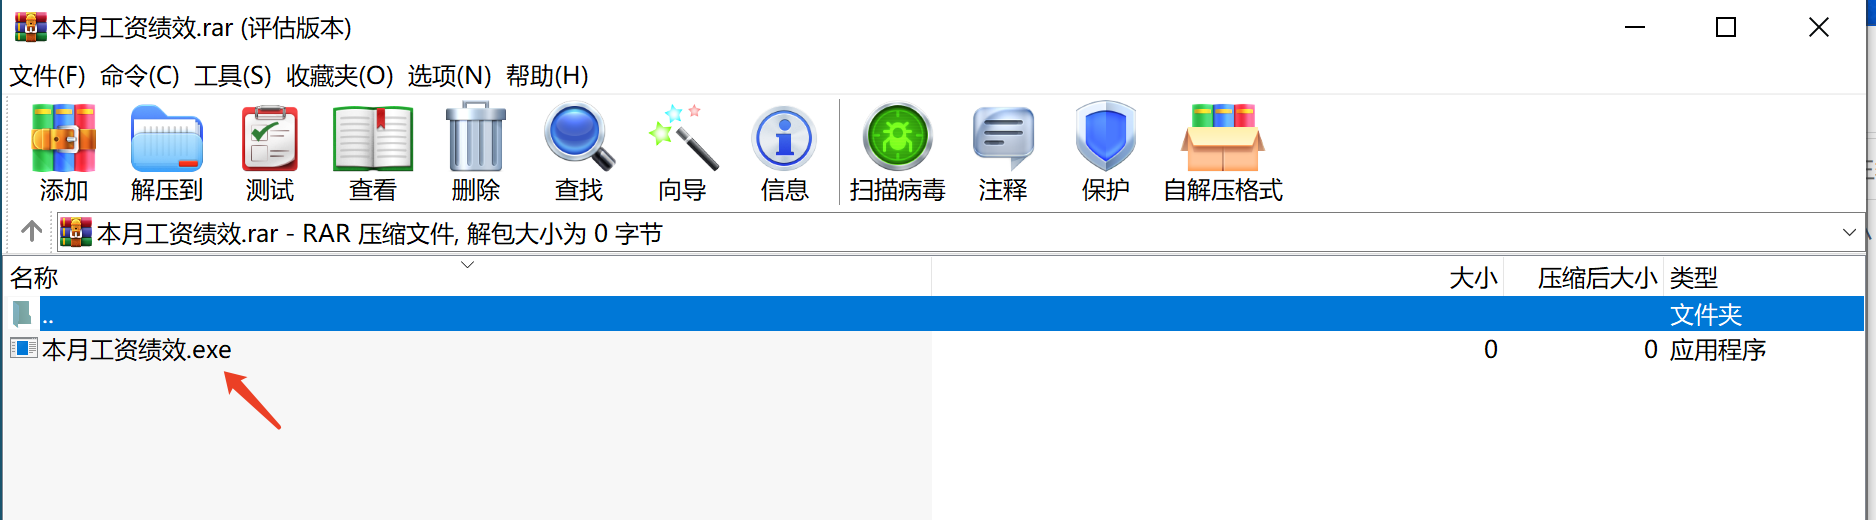 本月工资绩效.rar (评估版本)
文件(F) 命令(C) 工具(S) 收藏夹(O) 选项(N) 帮助(H)
添加 解压到 测试 查看 删除 查找 向导 信息 扫描病毒 注释 保护 自解压格式
本月工资绩效.rar - RAR 压缩文件, 解包大小为 0 字节
名称 大小 压缩后大小 类型
.. 文件夹
本月工资绩效.exe 0 0 应用程序